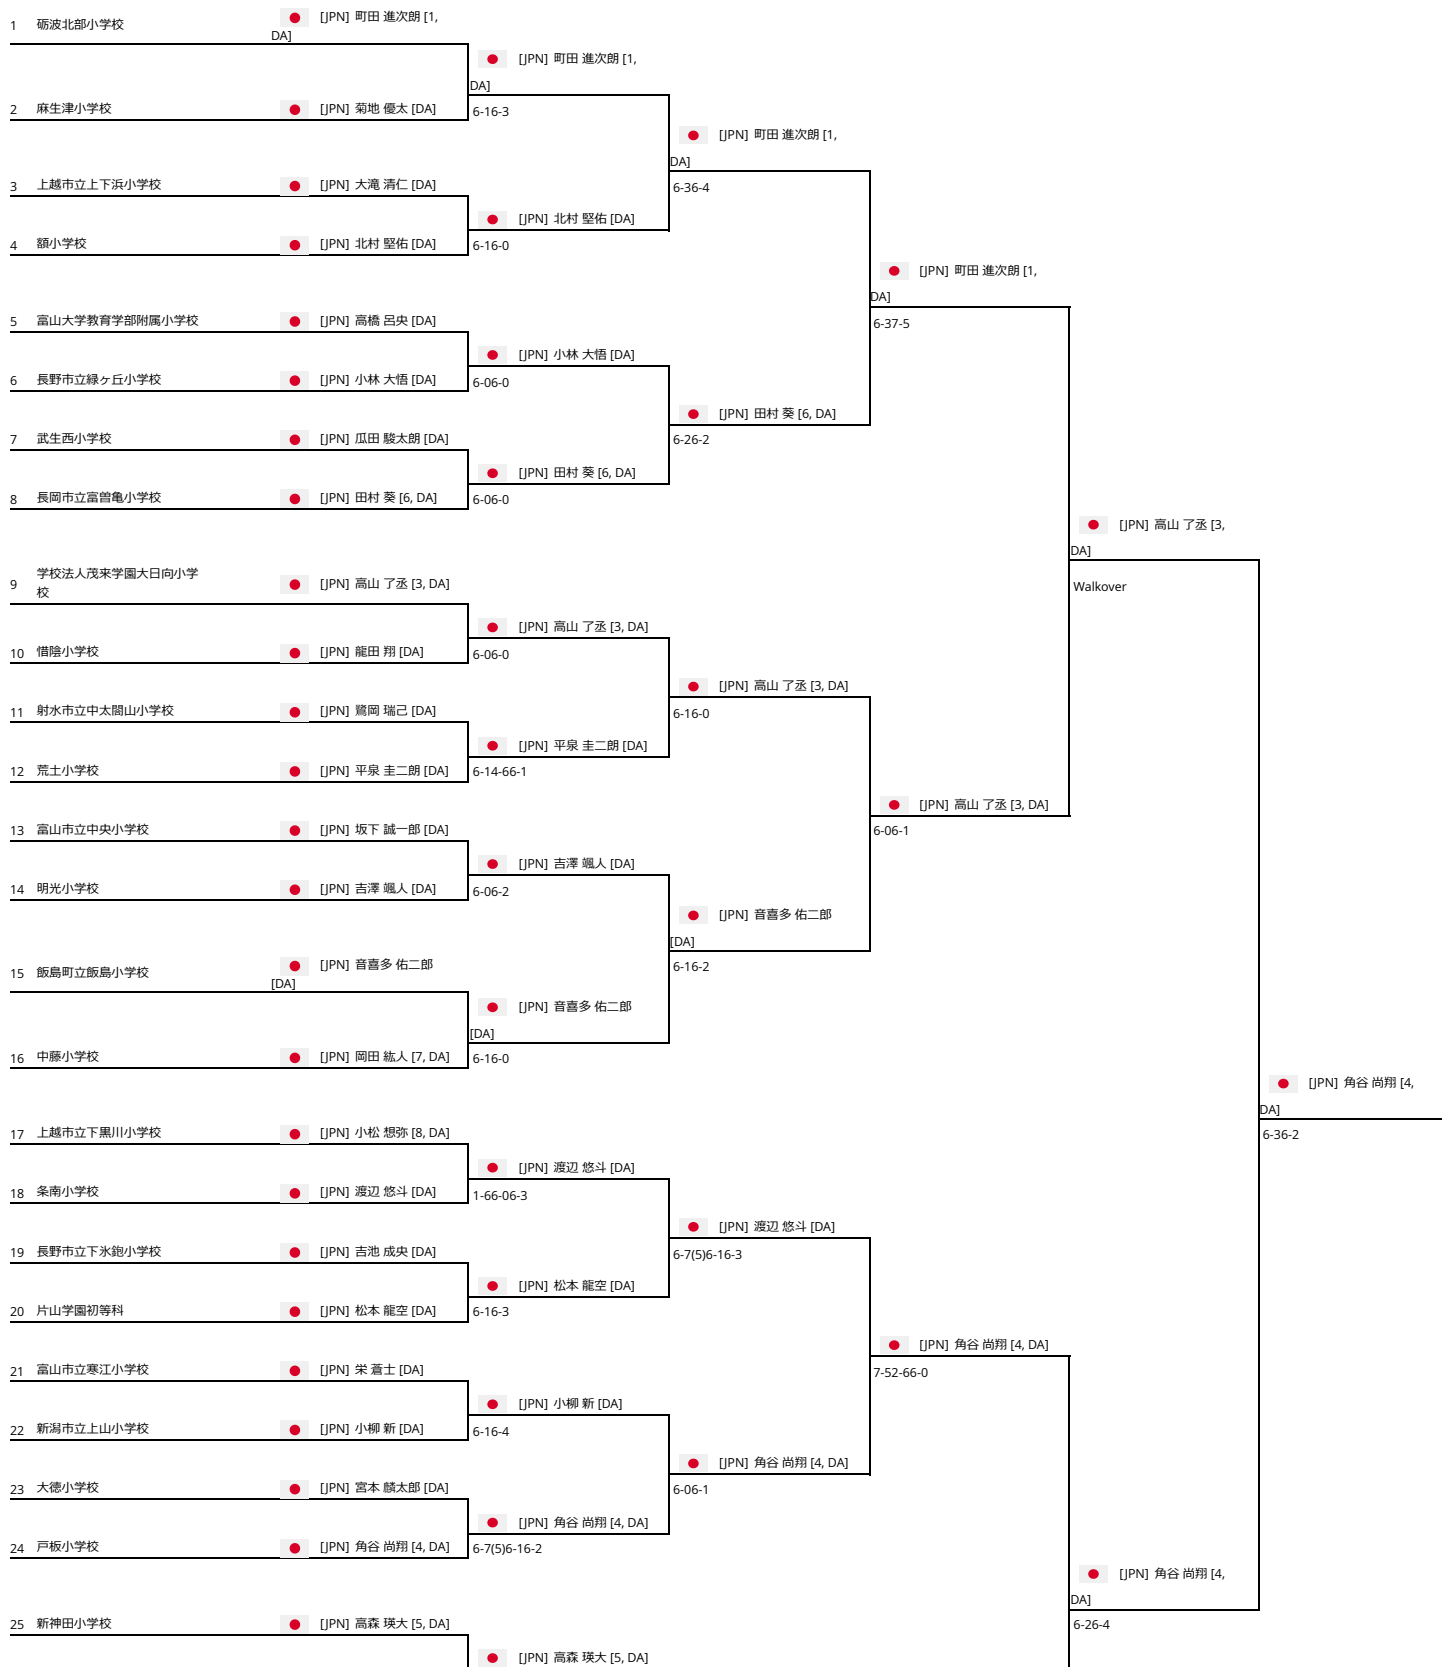 1 砺波北部小学校 [JPN] 町田 進次朗 [1,
DA]
[JPN] 町田 進次朗 [1,
DA]
2 麻生津小学校 [JPN] 菊地 優太 [DA]
6-16-3
[JPN] 町田 進次朗 [1,
DA]
3 上越市立上下浜小学校 [JPN] 大滝 清仁 [DA]
6-36-4
[JPN] 北村 堅佑 [DA]
4 額小学校 [JPN] 北村 堅佑 [DA]
6-16-0
[JPN] 町田 進次朗 [1,
DA]
5 富山大学教育学部附属小学校 [JPN] 高橋 呂央 [DA]
6-37-5
[JPN] 小林 大悟 [DA]
6 長野市立緑ヶ丘小学校 [JPN] 小林 大悟 [DA]
6-06-0
[JPN] 田村 葵 [6, DA]
7 武生西小学校 [JPN] 瓜田 駿太朗 [DA]
6-26-2
[JPN] 田村 葵 [6, DA]
8 長岡市立富曽亀小学校 [JPN] 田村 葵 [6, DA]
6-06-0
[JPN] 高山 了丞 [3,
DA]
9 学校法人茂来学園大日向小学
校
[JPN] 高山 了丞 [3, DA]
Walkover
[JPN] 高山 了丞 [3, DA]
10 惜陰小学校 [JPN] 龍田 翔 [DA]
6-06-0
[JPN] 高山 了丞 [3, DA]
11 射水市立中太閤山小学校 [JPN] 鷺岡 瑞己 [DA]
6-16-0
[JPN] 平泉 圭二朗 [DA]
12 荒土小学校 [JPN] 平泉 圭二朗 [DA]
6-14-66-1
[JPN] 高山 了丞 [3, DA]
13 富山市立中央小学校 [JPN] 坂下 誠一郎 [DA]
6-06-1
[JPN] 吉澤 颯人 [DA]
14 明光小学校 [JPN] 吉澤 颯人 [DA]
6-06-2
[JPN] 音喜多 佑二郎
[DA]
15 飯島町立飯島小学校 [JPN] 音喜多 佑二郎
[DA]
6-16-2
[JPN] 音喜多 佑二郎
[DA]
16 中藤小学校 [JPN] 岡田 紘人 [7, DA]
6-16-0
[JPN] 角谷 尚翔 [4,
DA]
17 上越市立下黒川小学校 [JPN] 小松 想弥 [8, DA]
6-36-2
[JPN] 渡辺 悠斗 [DA]
18 条南小学校 [JPN] 渡辺 悠斗 [DA]
1-66-06-3
[JPN] 渡辺 悠斗 [DA]
19 長野市立下氷鉋小学校 [JPN] 吉池 成央 [DA]
6-7(5)6-16-3
[JPN] 松本 龍空 [DA]
20 片山学園初等科 [JPN] 松本 龍空 [DA]
6-16-3
[JPN] 角谷 尚翔 [4, DA]
21 富山市立寒江小学校 [JPN] 栄 蒼士 [DA]
7-52-66-0
[JPN] 小柳 新 [DA]
22 新潟市立上山小学校 [JPN] 小柳 新 [DA]
6-16-4
[JPN] 角谷 尚翔 [4, DA]
23 大徳小学校 [JPN] 宮本 麟太郎 [DA]
6-06-1
[JPN] 角谷 尚翔 [4, DA]
24 戸板小学校 [JPN] 角谷 尚翔 [4, DA]
6-7(5)6-16-2
[JPN] 角谷 尚翔 [4,
DA]
25 新神田小学校 [JPN] 高森 瑛大 [5, DA]
6-26-4
[JPN] 高森 瑛大 [5, DA]